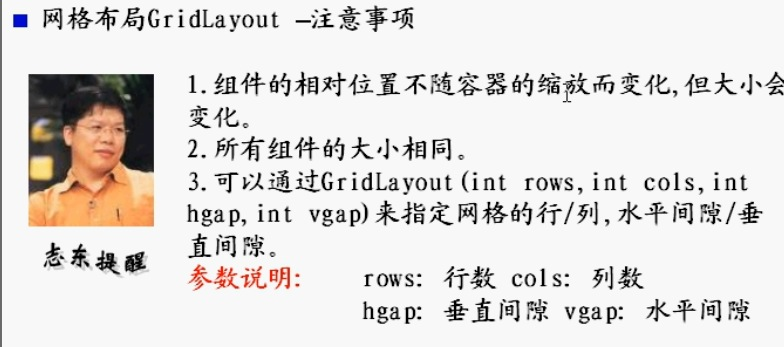 网格布局GridLayout —注意事项
1.组件的相对位置不随容器的缩放而变化,但大小会
变化。
2.所有组件的大小相同。
3.可以通过GridLayout(int rows,int cols,int
hgap,int vgap)来指定网格的行/列,水平间隙/垂
直间隙。
志东提醒
参数说明: rows: 行数 cols: 列数
hgap: 垂直间隙 vgap: 水平间隙